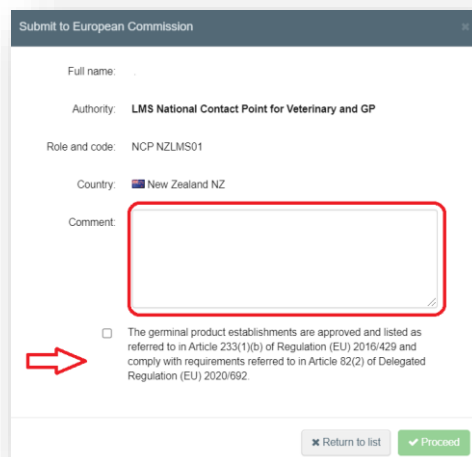 Submit to European Commission
Full name:
Authority: LMS National Contact Point for Veterinary and GP
Role and code: NCP NZLMS01
Country: New Zealand NZ
Comment:
The germinal product establishments are approved and listed as
referred to in Article 233(1)(b) of Regulation (EU) 2016/429 and
comply with requirements referred to in Article 82(2) of Delegated
Regulation (EU) 2020/692.
Return to list Proceed